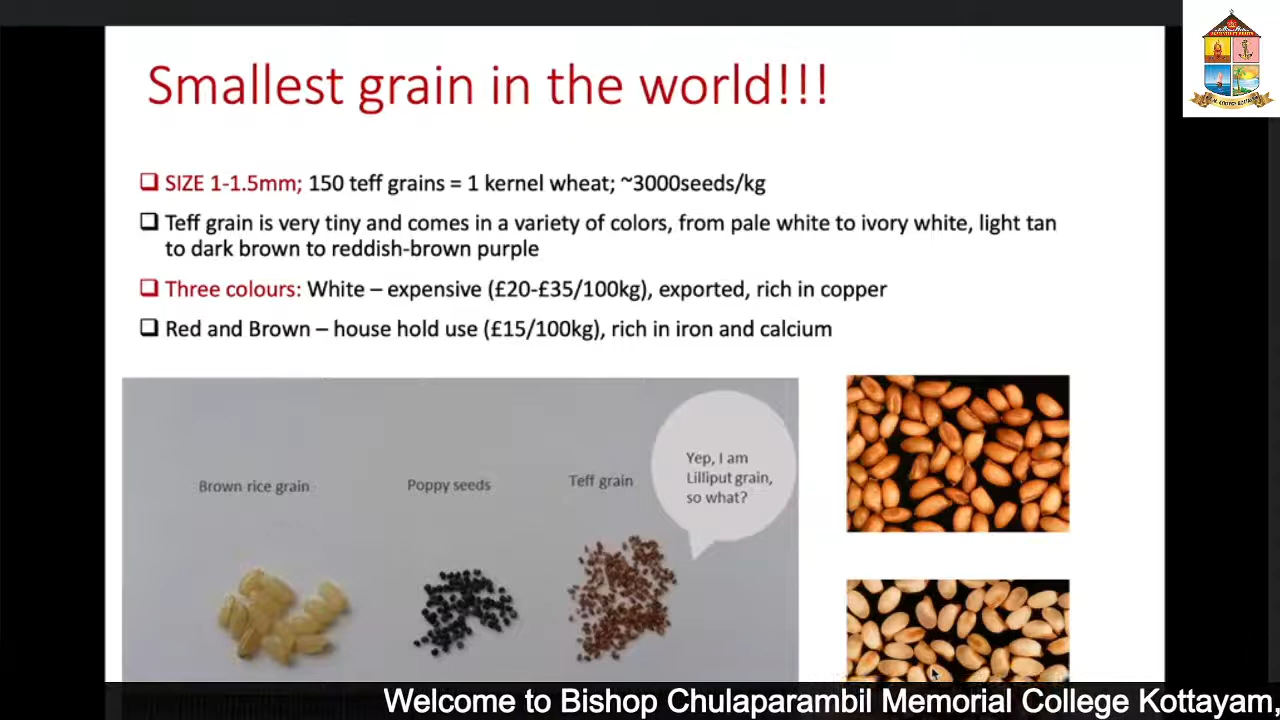 Smallest grain in the world!!!
SIZE 1-1.5mm; 150 teff grains = 1 kernel wheat; ~3000seeds/kg
Teff grain is very tiny and comes in a variety of colors, from pale white to ivory white, light tan
to dark brown to reddish-brown purple
Three colours: White – expensive (£20-£35/100kg), exported, rich in copper
Red and Brown – house hold use (£15/100kg), rich in iron and calcium
Brown rice grain
Poppy seeds
Teff grain
Yep, I am
Lilliput grain,
so what?
Welcome to Bishop Chulaparambil Memorial College Kottayam,